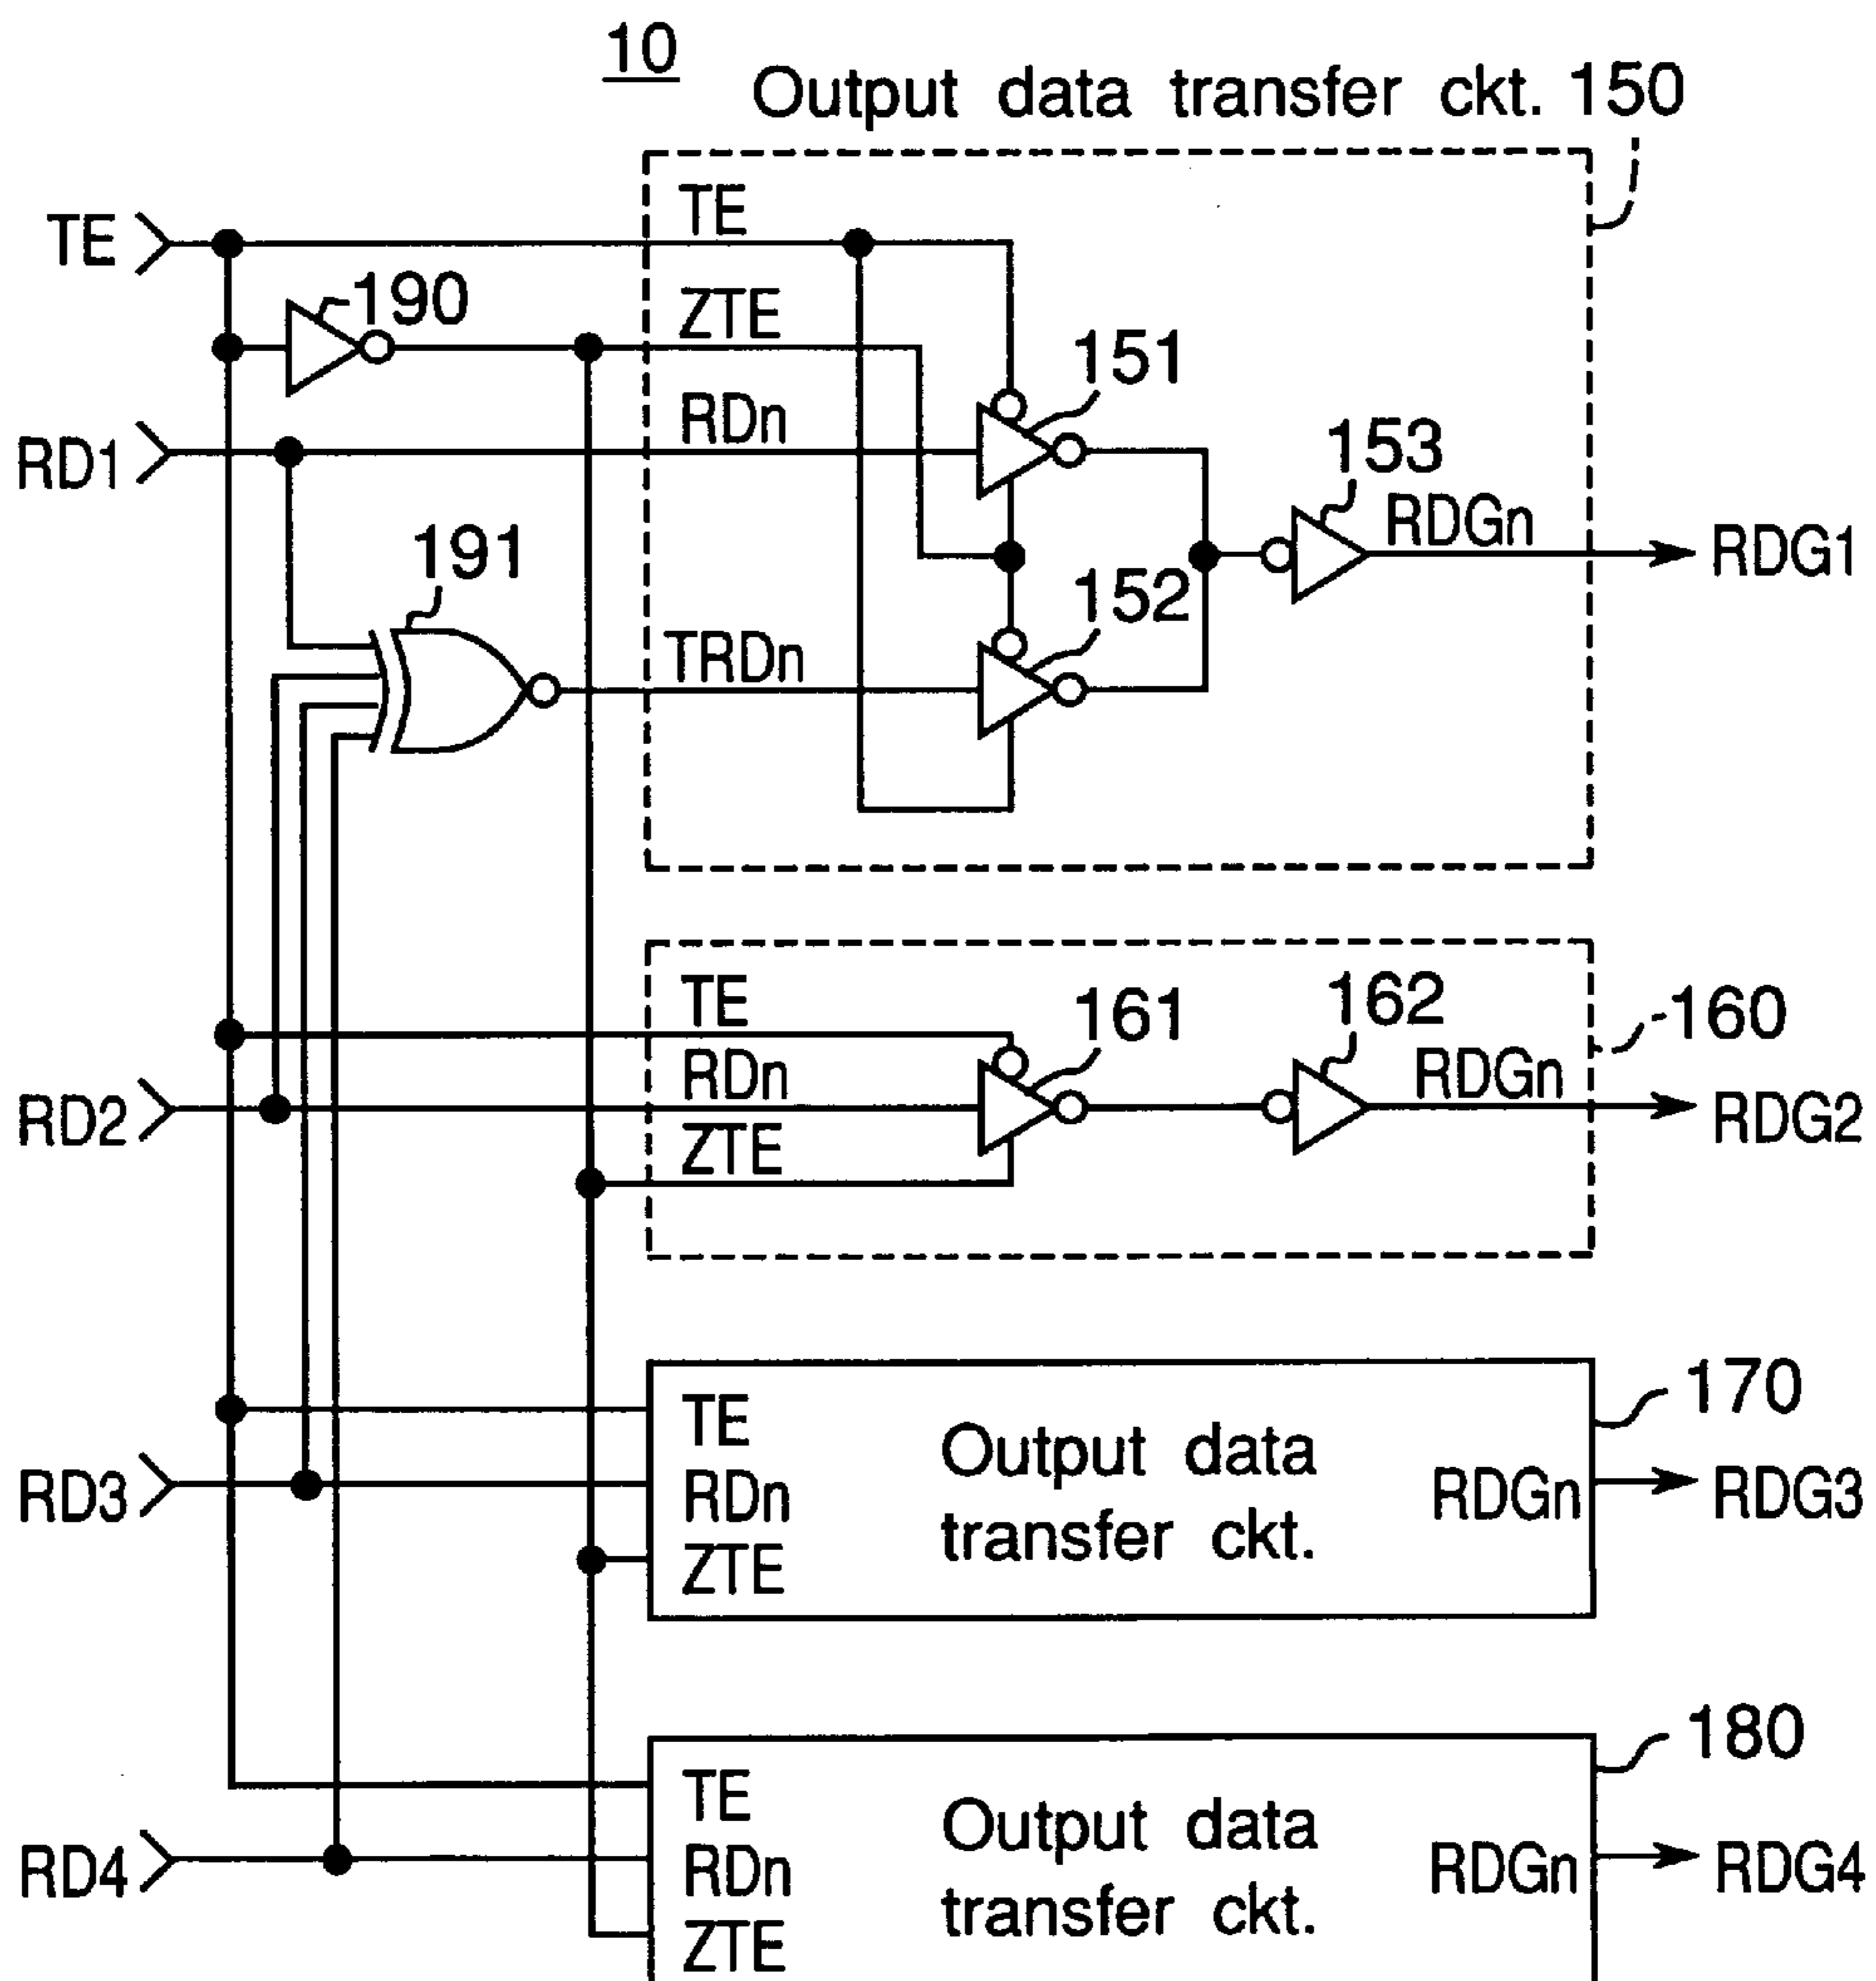 10
Output data transfer ckt. 150
TE
TE
190
ZTE
151
RD1
RDn
153
RDGn
RDG1
191
152
TRDn
TE
161
162
160
RDn
RDGn
RD2
RDG2
ZTE
170
TE
Output data
RD3
RDn
RDGn
RDG3
transfer ckt.
ZTE
180
TE
Output data
RD4
RDn
RDGn
RDG4
transfer ckt.
ZTE